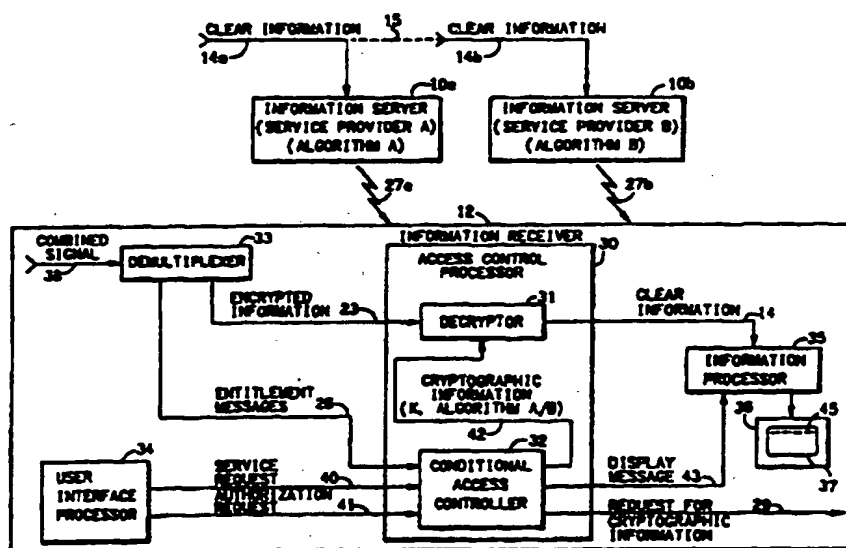 CLEAR INFORMATION
15
CLEAR INFORMATION
14a
14b
10a
10b
INFORMATION SERVER
(SERVICE PROVIDER A)
(ALGORITHM A)
INFORMATION SERVER
(SERVICE PROVIDER B)
(ALGORITHM B)
27a
27b
12
COMBINED
SIGNAL
38
33
DEMULTIPLEXER
INFORMATION RECEIVER
30
ACCESS CONTROL
PROCESSOR
ENCRYPTED
INFORMATION
23
31
DECRYPTOR
CLEAR
INFORMATION
14
35
INFORMATION
PROCESSOR
CRYPTOGRAPHIC
INFORMATION
(K, ALGORITHM A/B)
42
ENTITLEMENT
MESSAGES
36
45
37
34
USER
INTERFACE
PROCESSOR
SERVICE
REQUEST
40
AUTHORIZATION
REQUEST
41
32
CONDITIONAL
ACCESS
CONTROLLER
DISPLAY
MESSAGE
43
REQUEST FOR
CRYPTOGRAPHIC
INFORMATION
29